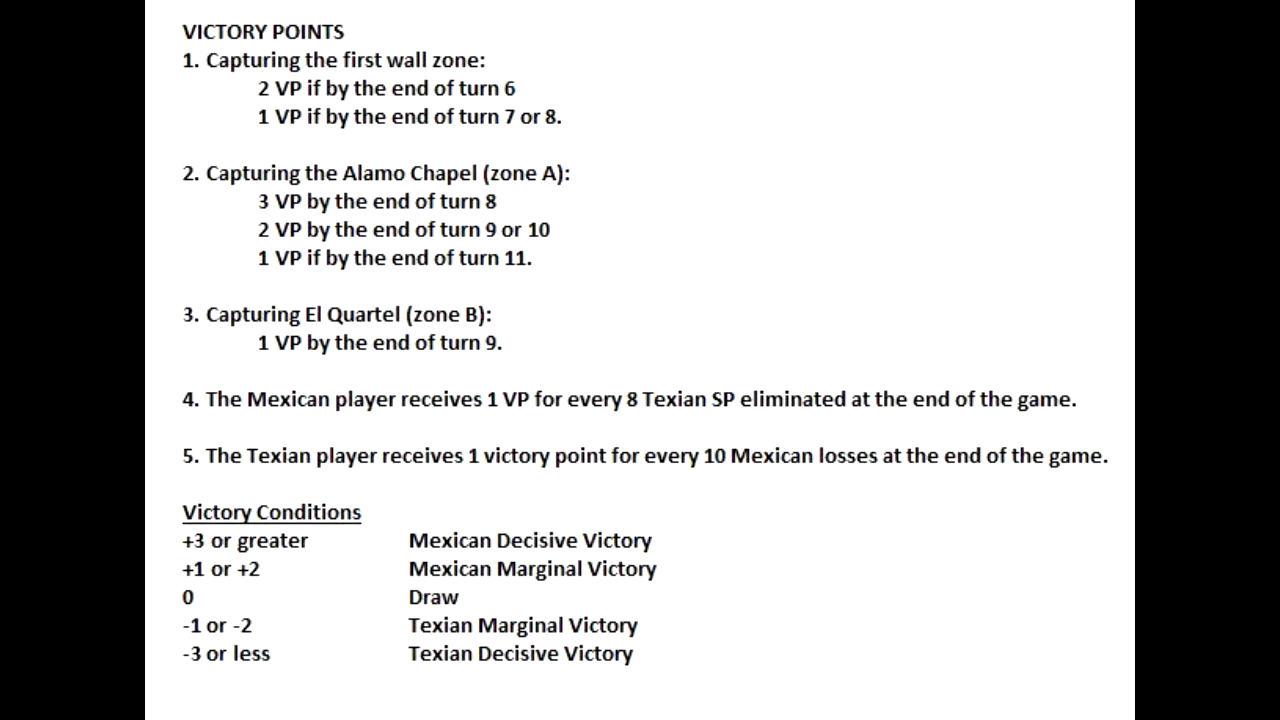 VICTORY POINTS
1. Capturing the first wall zone:
2 VP if by the end of turn 6
1 VP if by the end of turn 7 or 8.
2. Capturing the Alamo Chapel (zone A):
3 VP by the end of turn 8
2 VP by the end of turn 9 or 10
1 VP if by the end of turn 11.
3. Capturing El Quartel (zone B):
1 VP by the end of turn 9.
4. The Mexican player receives 1 VP for every 8 Texian SP eliminated at the end of the game.
5. The Texian player receives 1 victory point for every 10 Mexican losses at the end of the game.
Victory Conditions
+3 or greater Mexican Decisive Victory
+1 or +2 Mexican Marginal Victory
0 Draw
-1 or -2 Texian Marginal Victory
-3 or less Texian Decisive Victory